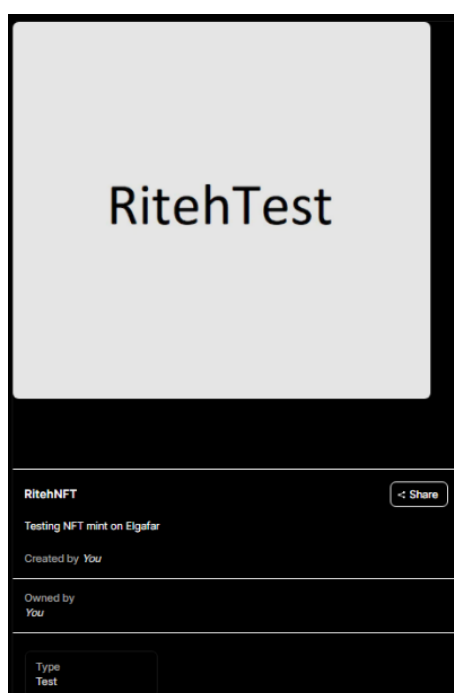 RitehTest
RitehNFT
Share
Testing NFT mint on Elgafar
Created by You
Owned by
You
Type
Test